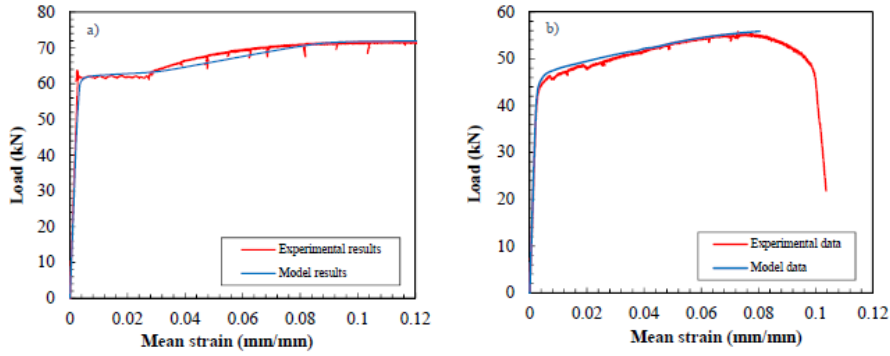 a)
Load (kN)
80
70
60
50
40
30
20
10
0
0 0.02 0.04 0.06 0.08 0.1 0.12
Mean strain (mm/mm)
Experimental results
Model results
b)
Load (kN)
60
50
40
30
20
10
0
0 0.02 0.04 0.06 0.08 0.1 0.12
Mean strain (mm/mm)
Experimental data
Model data